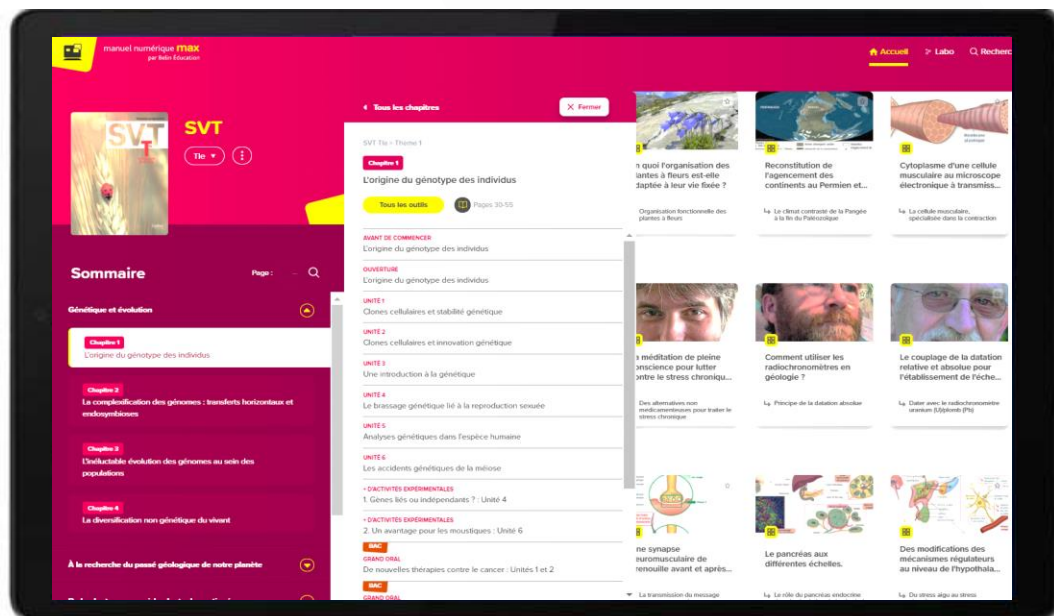 manuel numérique max
par Belin Éducation
Accueil
Labo
Recherc
SVT
SVT
Tle
Tous les chapitres
Fermer
SVT Tle > Thème 1
Chapitre 1
L'origine du génotype des individus
Tous les outils
Pages 30-55
AVANT DE COMMENCER
L'origine du génotype des individus
OUVERTURE
L'origine du génotype des individus
UNITÉ 1
Clones cellulaires et stabilité génétique
UNITÉ 2
Clones cellulaires et innovation génétique
UNITÉ 3
Une introduction à la génétique
UNITÉ 4
Le brassage génétique lié à la reproduction sexuée
UNITÉ 5
Analyses génétiques dans l'espèce humaine
UNITÉ 6
Les accidents génétiques de la méiose
+ D'ACTIVITÉS EXPÉRIMENTALES
1. Gènes liés ou indépendants ? : Unité 4
+ D'ACTIVITÉS EXPÉRIMENTALES
2. Un avantage pour les moustiques : Unité 6
BAC
GRAND ORAL
De nouvelles thérapies contre le cancer : Unités 1 et 2
BAC
GRAND ORAL
Sommaire
Page :
Génétique et évolution
Chapitre 1
L'origine du génotype des individus
Chapitre 2
La complexification des génomes : transferts horizontaux et
endosymbioses
Chapitre 3
L'inéluctable évolution des génomes au sein des
populations
Chapitre 4
La diversification non génétique du vivant
À la recherche du passé géologique de notre planète
n quoi l'organisation des
lantes à fleurs est-elle
daptée à leur vie fixée ?
Organisation fonctionnelle des
plantes à fleurs
Reconstitution de
l'agencement des
continents au Permien et...
Le climat contrasté de la Pangée
à la fin du Paléozoïque
Cytoplasme d'une cellule
musculaire au microscope
électronique à transmiss...
La cellule musculaire,
spécialisée dans la contraction
a méditation de pleine
onscience pour lutter
ontre le stress chroniqu...
Des alternatives non
médicamenteuses pour traiter le
stress chronique
Comment utiliser les
radiochronomètres en
géologie ?
Principe de la datation absolue
Le couplage de la datation
relative et absolue pour
l'établissement de l'éche...
Dater avec le radiochronomètre
uranium (U)/plomb (Pb)
ne synapse
euromusculaire de
renouille avant et après...
La transmission du message
Le pancréas aux
différentes échelles.
Le rôle du pancréas endocrine
Des modifications des
mécanismes régulateurs
au niveau de l'hypothala...
Du stress aigu au stress